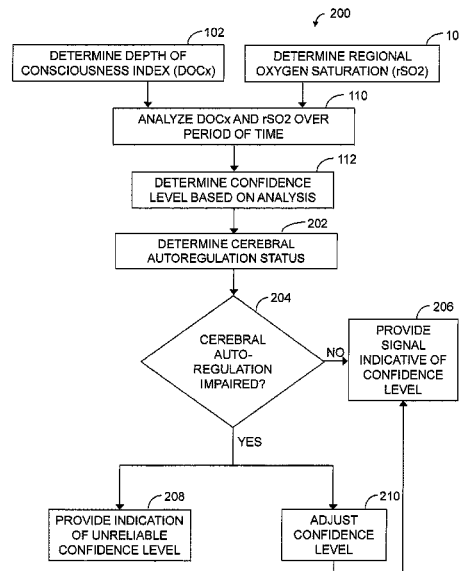 200
102
DETERMINE DEPTH OF
CONSCIOUSNESS INDEX (DOCx)
10
DETERMINE REGIONAL
OXYGEN SATURATION (rSO2)
110
ANALYZE DOCx AND rSO2 OVER
PERIOD OF TIME
112
DETERMINE CONFIDENCE
LEVEL BASED ON ANALYSIS
202
DETERMINE CEREBRAL
AUTOREGULATION STATUS
204
CEREBRAL
AUTO-
REGULATION
IMPAIRED?
NO
206
PROVIDE
SIGNAL
INDICATIVE OF
CONFIDENCE
LEVEL
YES
208
PROVIDE INDICATION
OF UNRELIABLE
CONFIDENCE LEVEL
210
ADJUST
CONFIDENCE
LEVEL